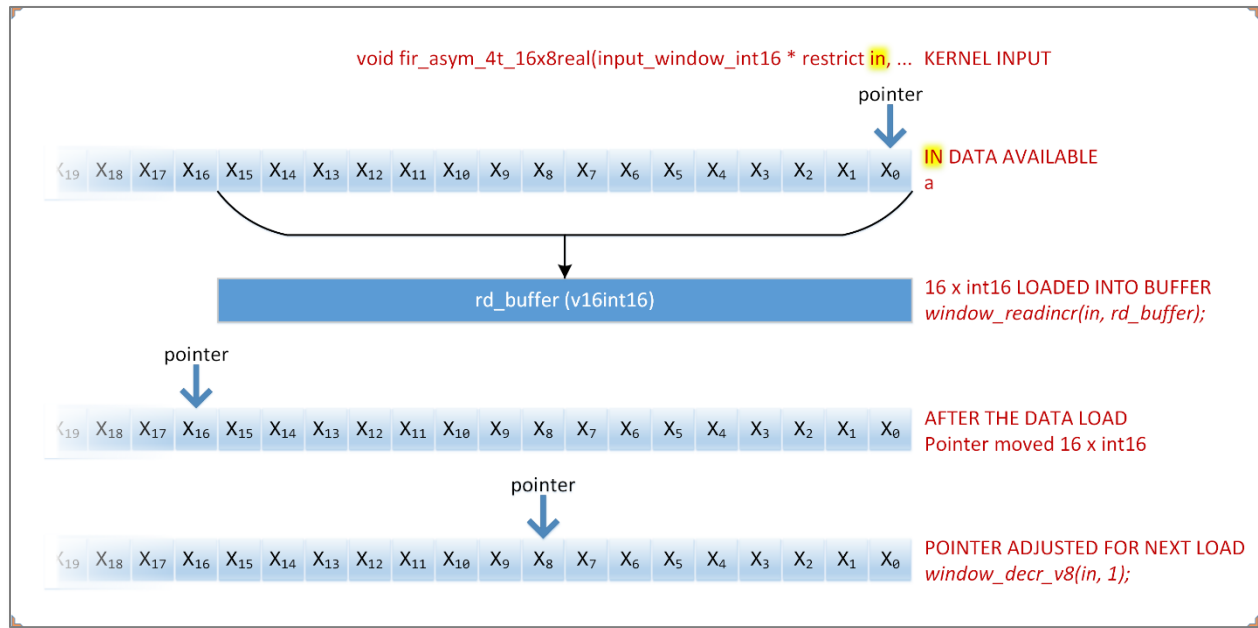 void fir_asym_4t_16x8real(input_window_int16 * restrict in, ... KERNEL INPUT
pointer
X₁₉ X₁₈ X₁₇ X₁₆ X₁₅ X₁₄ X₁₃ X₁₂ X₁₁ X₁₀ X₉ X₈ X₇ X₆ X₅ X₄ X₃ X₂ X₁ X₀
IN DATA AVAILABLE
a
rd_buffer (v16int16)
16 x int16 LOADED INTO BUFFER
window_readincr(in, rd_buffer);
pointer
X₁₉ X₁₈ X₁₇ X₁₆ X₁₅ X₁₄ X₁₃ X₁₂ X₁₁ X₁₀ X₉ X₈ X₇ X₆ X₅ X₄ X₃ X₂ X₁ X₀
AFTER THE DATA LOAD
Pointer moved 16 x int16
pointer
X₁₉ X₁₈ X₁₇ X₁₆ X₁₅ X₁₄ X₁₃ X₁₂ X₁₁ X₁₀ X₉ X₈ X₇ X₆ X₅ X₄ X₃ X₂ X₁ X₀
POINTER ADJUSTED FOR NEXT LOAD
window_decr_v8(in, 1);